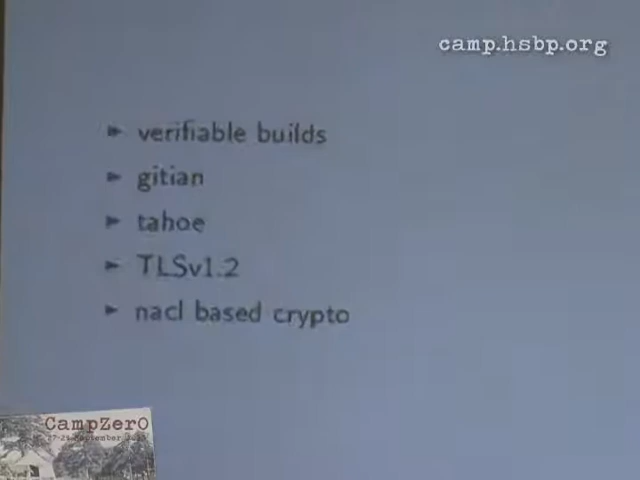 camp.hsbp.org
verifiable builds
gitian
tahoe
TLSv1.2
nacl based crypto
CampZer0